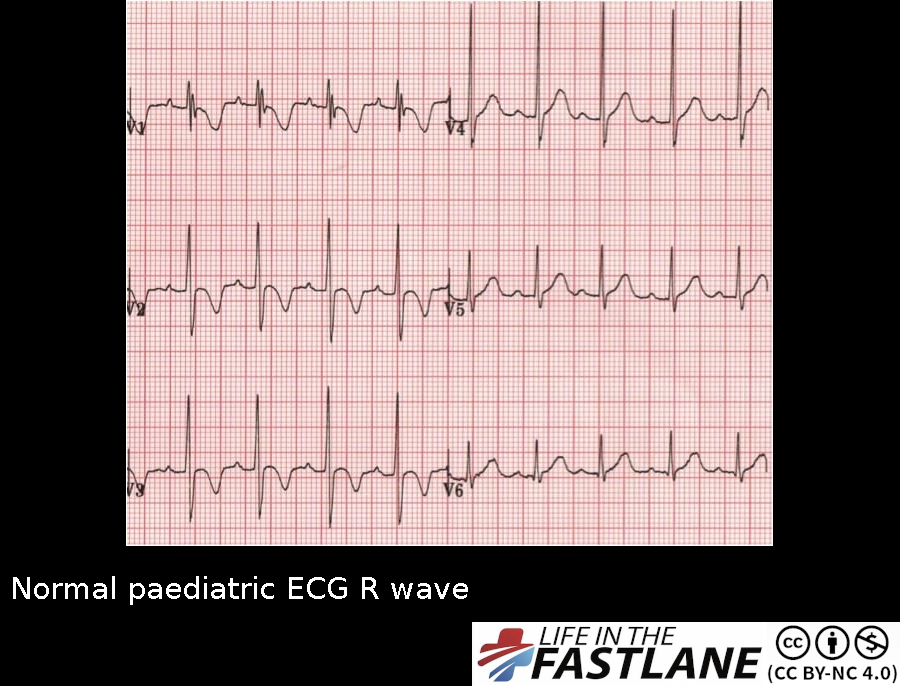 V1
V4
V2
V5
V3
V6
Normal paediatric ECG R wave
LIFE IN THE
FASTLANE
cc
$
(CC BY-NC 4.0)